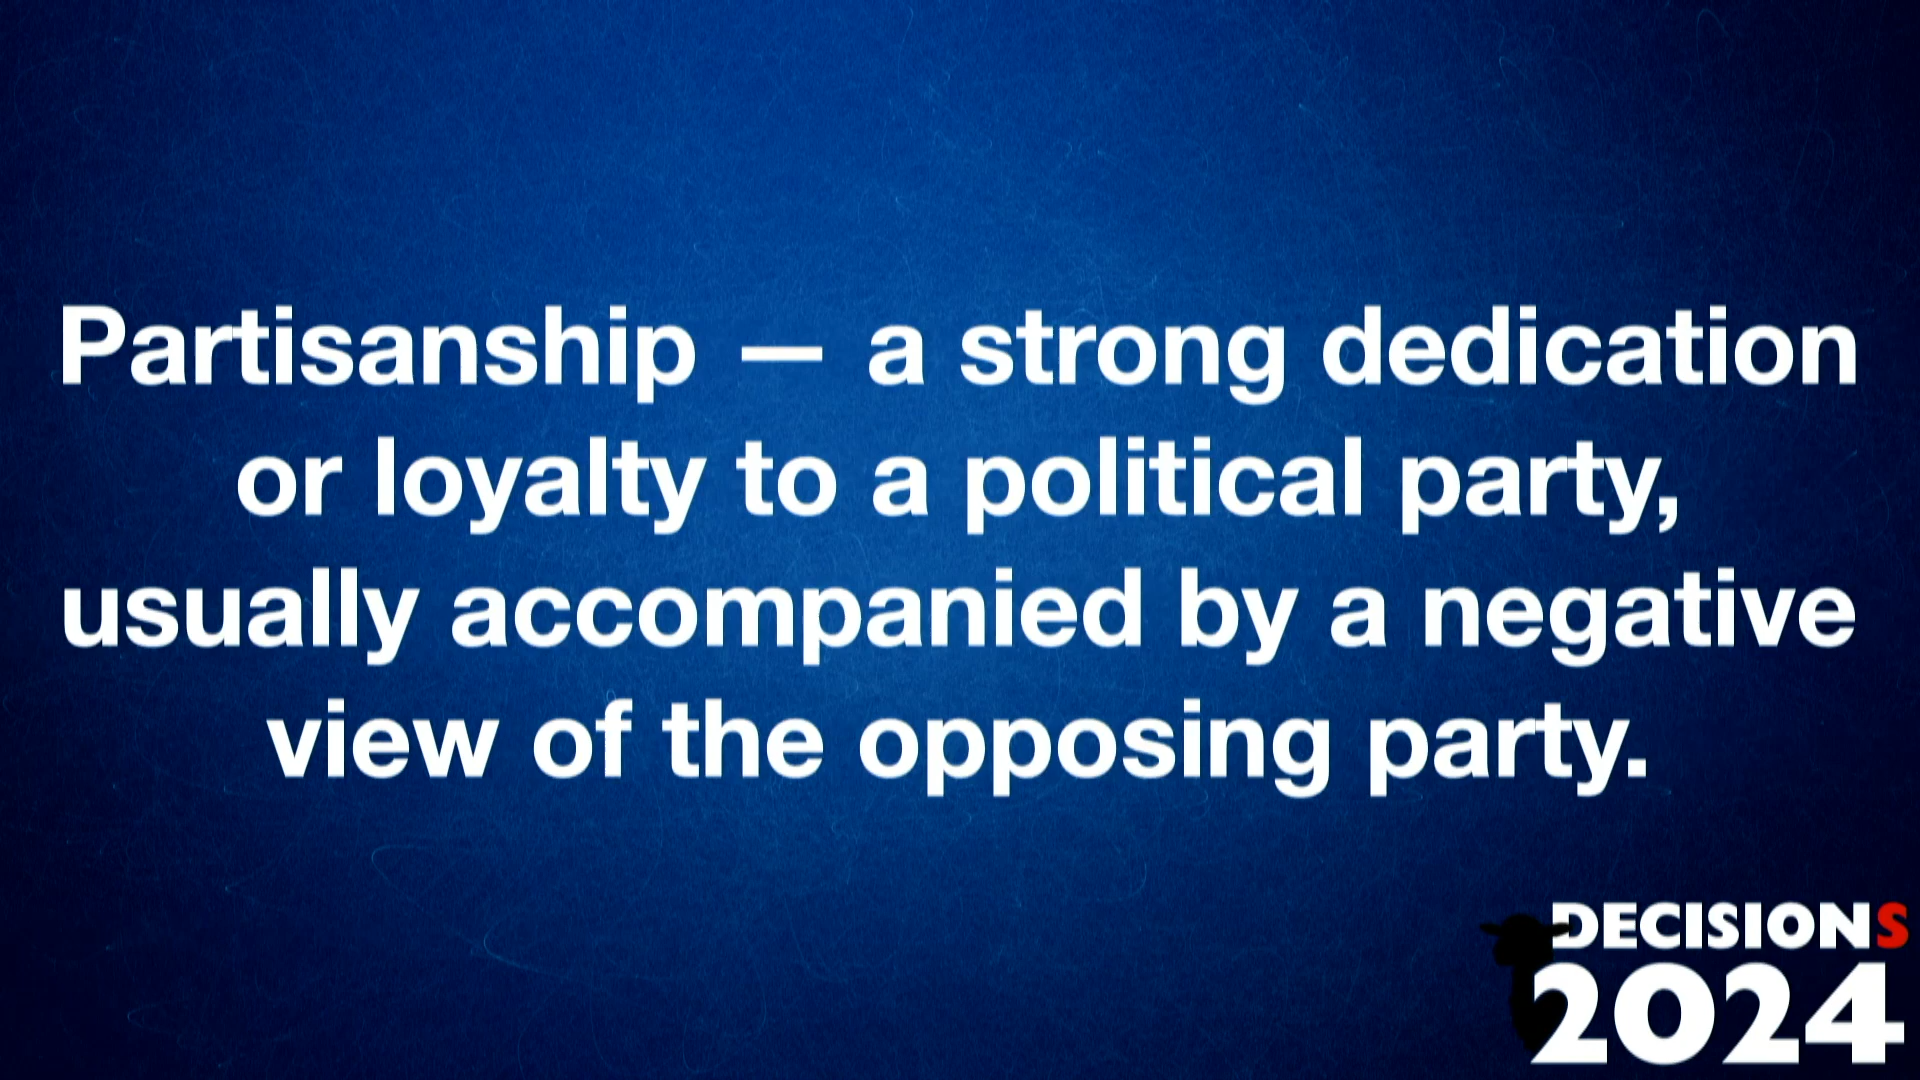 Partisanship — a strong dedication
or loyalty to a political party,
usually accompanied by a negative
view of the opposing party.
DECISIONS
2024